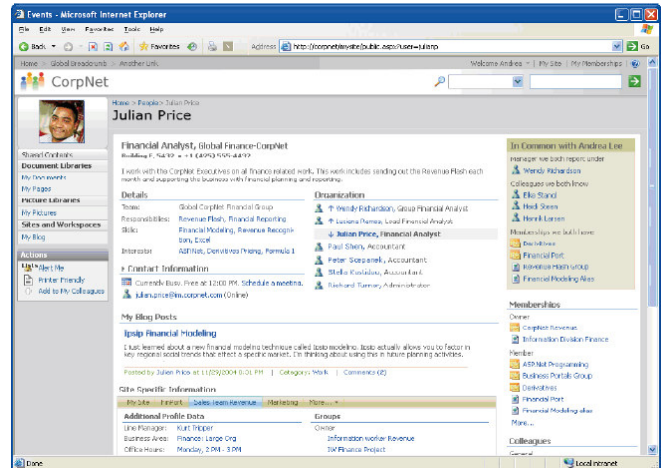 Events - Microsoft Internet Explorer
File Edit View Favorites Tools Help
Back Favorites Address http://corpnet/mysite/public.aspx?user=julianp Go
Home > Global Breadcrumb > Another Link Welcome Andrea | My Site | My Memberships
CorpNet
Home > People > Julian Price
Julian Price
Shared Contents
Document Libraries
My Documents
My Pages
Picture Libraries
My Pictures
Sites and Workspaces
My Blog
Actions
Alert Me
Printer Friendly
Add to My Colleagues
Financial Analyst, Global Finance-CorpNet
I work with the CorpNet Executives on all finance related work. This work includes sending out the Revenue Flash each
month and supporting the business with financial planning and reporting.
Details
Team: Global CorpNet Financial Group
Responsibilities: Revenue Flash, Financial Reporting
Skills: Financial Modeling, Revenue Recogni-
tion, Excel
Interests: ASP.Net, Derivitives Pricing, Formula 1
Contact Information
Currently Busy. Free at 12:00 PM. Schedule a meeting.
julian.price@im.corpnet.com (Online)
Organization
Wendy Richardson, Group Financial Analyst
Lead Financial Analyst
Julian Price, Financial Analyst
Paul Shen, Accountant
Peter Accountant
Stella Accountant
Richard Turner, Administrator
My Blog Posts
Ipsip Financial Modeling
I just learned about a new financial modeling technique called Ipsip modeling. Ipsip actually allows you to factor in
key regional social trends that effect a specific market. I'm thinking about using this in future planning activities.
Posted by Julian Price at 11/29/2004 PM | Category: Work | Comments (2)
Site Specific Information
My Site FinPort Sales Team Revenue Marketing More...
Additional Profile Data
Line Manager: Kurt Tripper
Business Area: Finance: Large Org
Office Hours: Monday, 2 PM - 3 PM
Groups
Owner
Information worker Revenue
IW Finance Project
In Common with Andrea Lee
Manager we both report under
Wendy Richardson
Colleagues we both know
Heidi Steen
Henrik Larsen
Memberships we both have
Derivatives
Financial Port
Revenue Flash Group
Financial Modeling Alias
Memberships
Owner
CorpNet Revenue
Information Division Finance
Member
ASP.Net Programming
Business Portals Group
Derivatives
Financial Port
Financial Modeling alias
More...
Colleagues
General
Done Local intranet